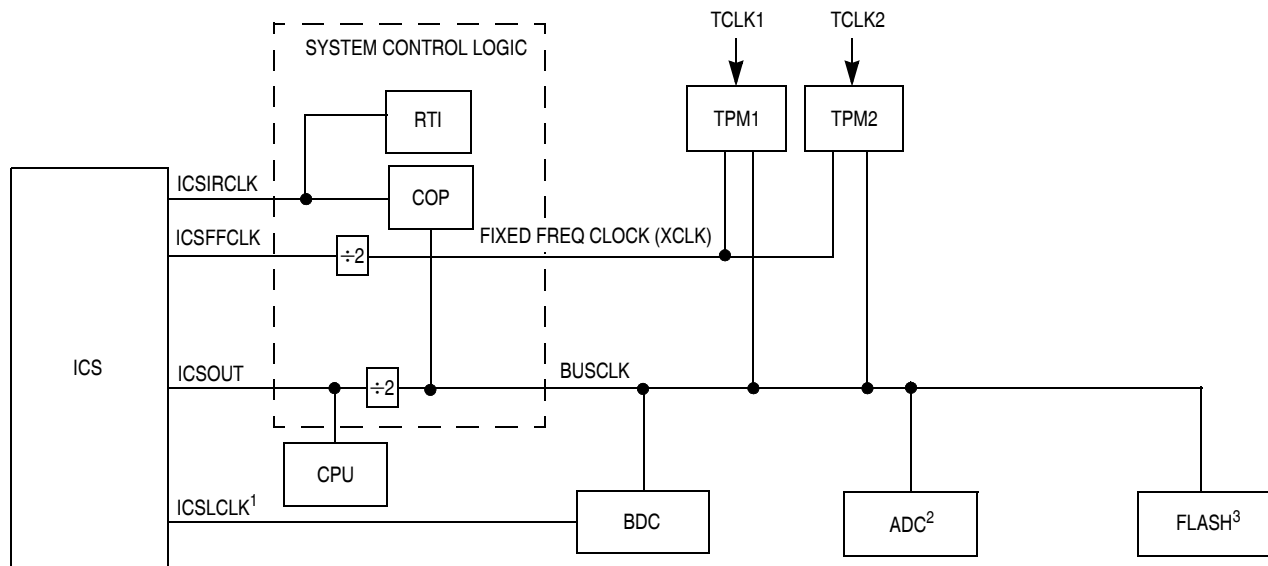 TCLK1 TCLK2
SYSTEM CONTROL LOGIC
RTI
TPM1 TPM2
ICSIRCLK
COP
ICSFFCLK
÷2
FIXED FREQ CLOCK (XCLK)
ICS
ICSOUT
÷2
BUSCLK
CPU
ICSLCLK¹
BDC
ADC²
FLASH³